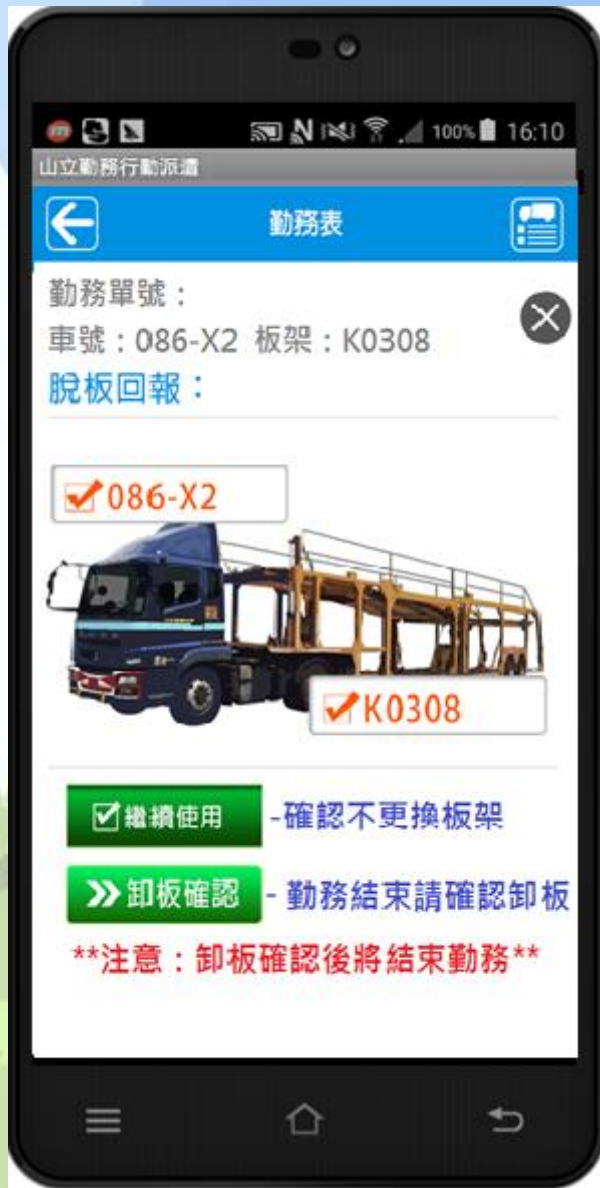 100% 16:10
山立勤務行動派遣
勤務表
勤務單號：
車號：086-X2 板架：K0308
脫板回報：
086-X2
K0308
繼續使用 -確認不更換板架
卸板確認 - 勤務結束請確認卸板
**注意：卸板確認後將結束勤務**